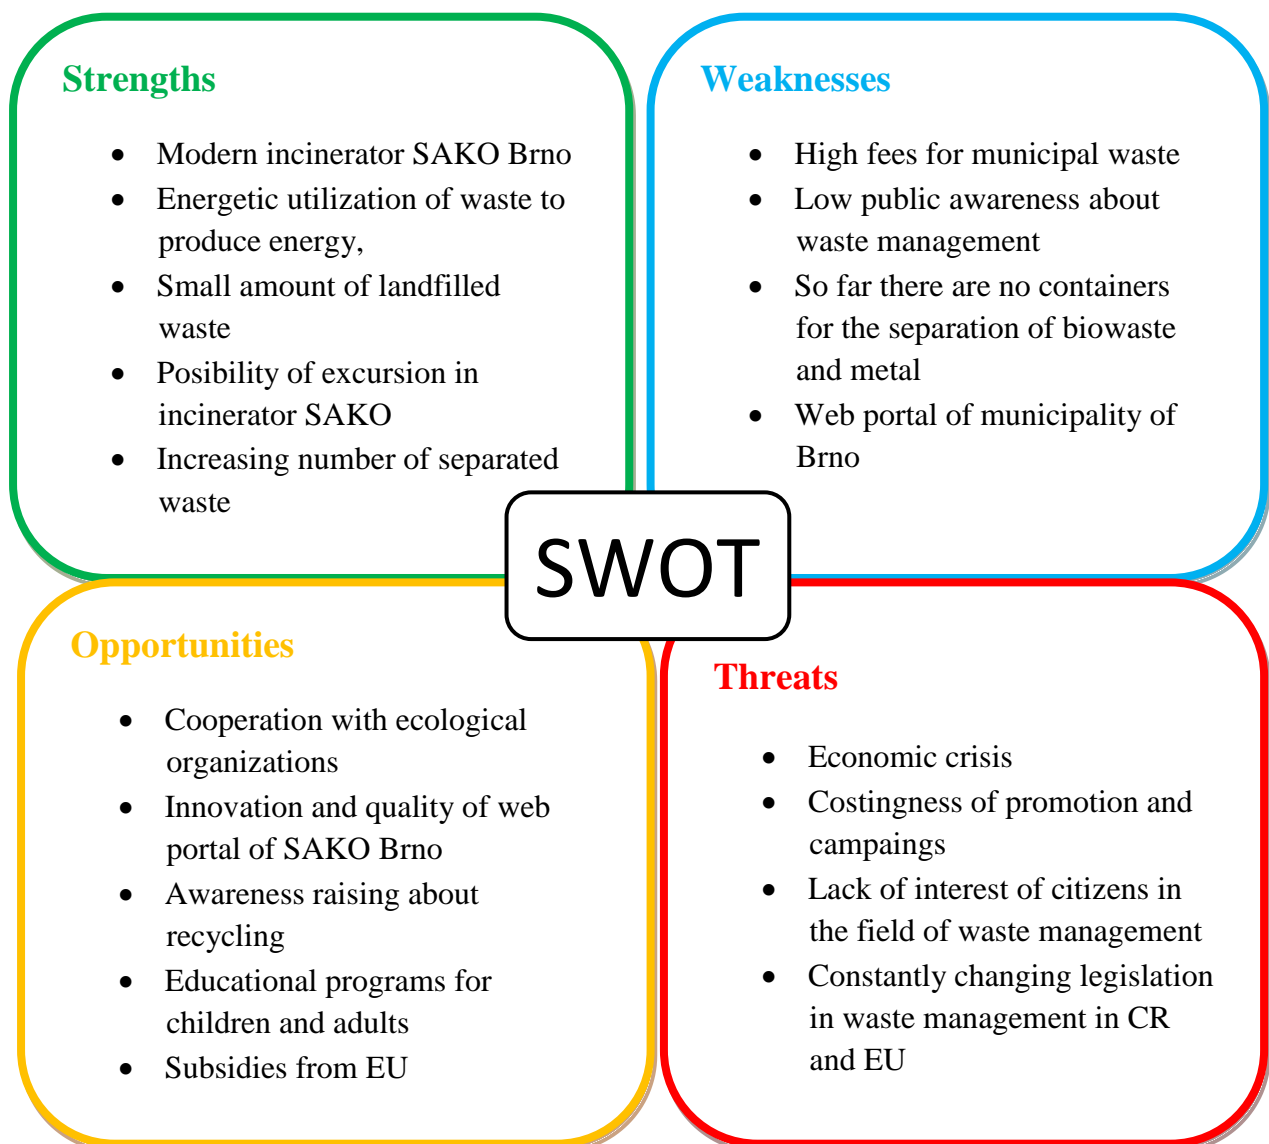 Strengths
• Modern incinerator SAKO Brno
• Energetic utilization of waste to
produce energy,
• Small amount of landfilled
waste
• Posibility of excursion in
incinerator SAKO
• Increasing number of separated
waste
Weaknesses
• High fees for municipal waste
• Low public awareness about
waste management
• So far there are no containers
for the separation of biowaste
and metal
• Web portal of municipality of
Brno
SWOT
Opportunities
• Cooperation with ecological
organizations
• Innovation and quality of web
portal of SAKO Brno
• Awareness raising about
recycling
• Educational programs for
children and adults
• Subsidies from EU
Threats
• Economic crisis
• Costingness of promotion and
campaings
• Lack of interest of citizens in
the field of waste management
• Constantly changing legislation
in waste management in CR
and EU